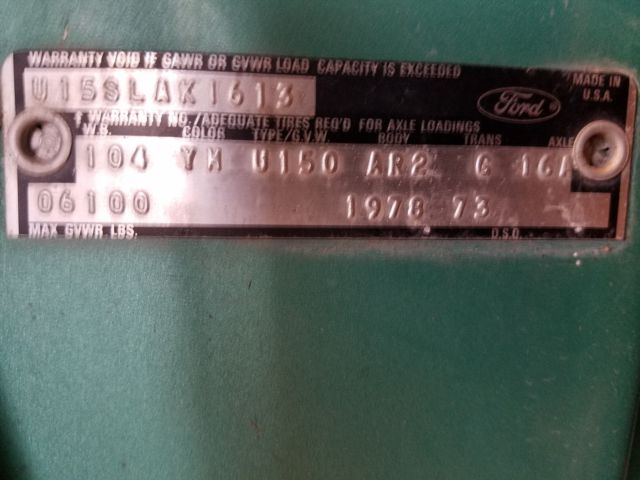 WARRANTY VOID IF GAWR OR GVWR LOAD CAPACITY IS EXCEEDED
U15SLAK1613
Ford
MADE IN
U.S.A.
WARRANTY NO./ADEQUATE TIRES REQ'D FOR AXLE LOADINGS
W.B. COLOR TYPE/G.V.W. BODY TRANS AXLE
104 YM U150 AR2 G 16A
06100 1978 73
MAX GVWR LBS. D.S.O.